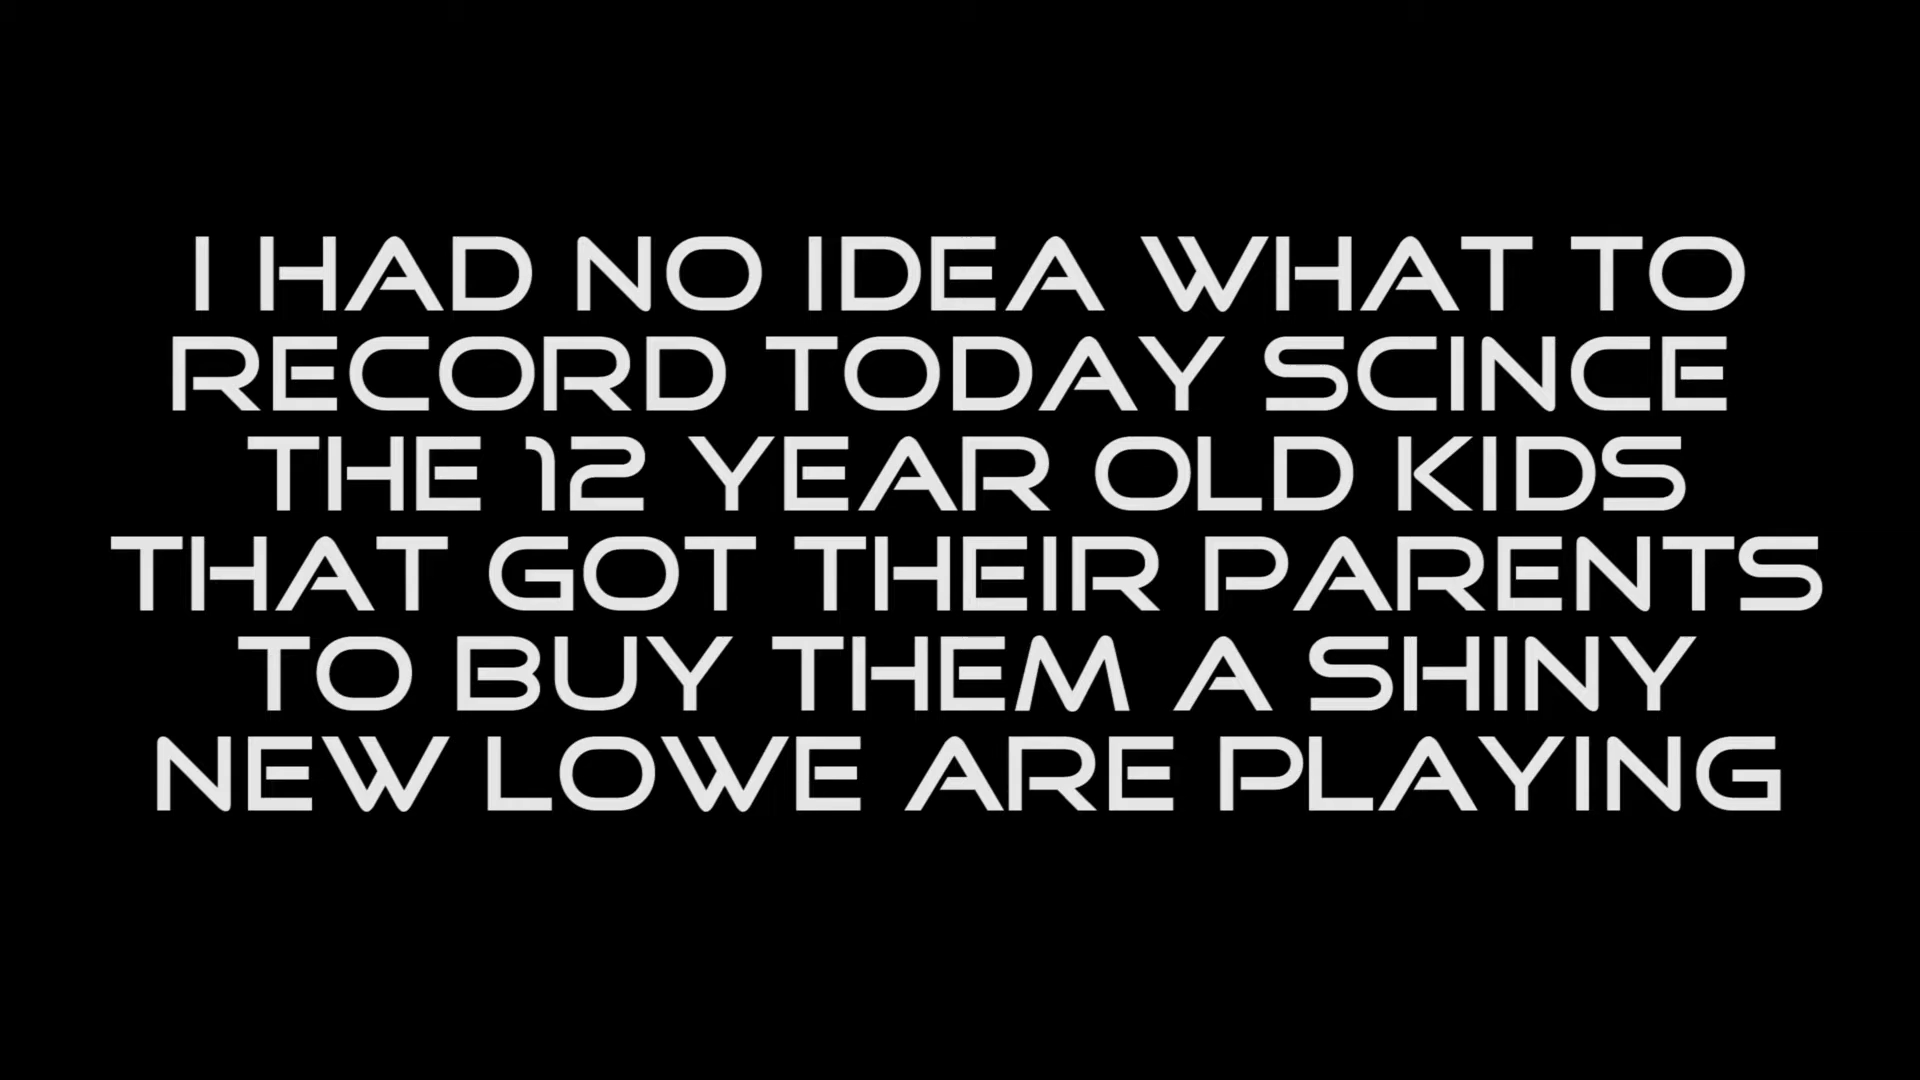 I HAD NO IDEA WHAT TO
RECORD TODAY SCINCE
THE 12 YEAR OLD KIDS
THAT GOT THEIR PARENTS
TO BUY THEM A SHINY
NEW LOWE ARE PLAYING